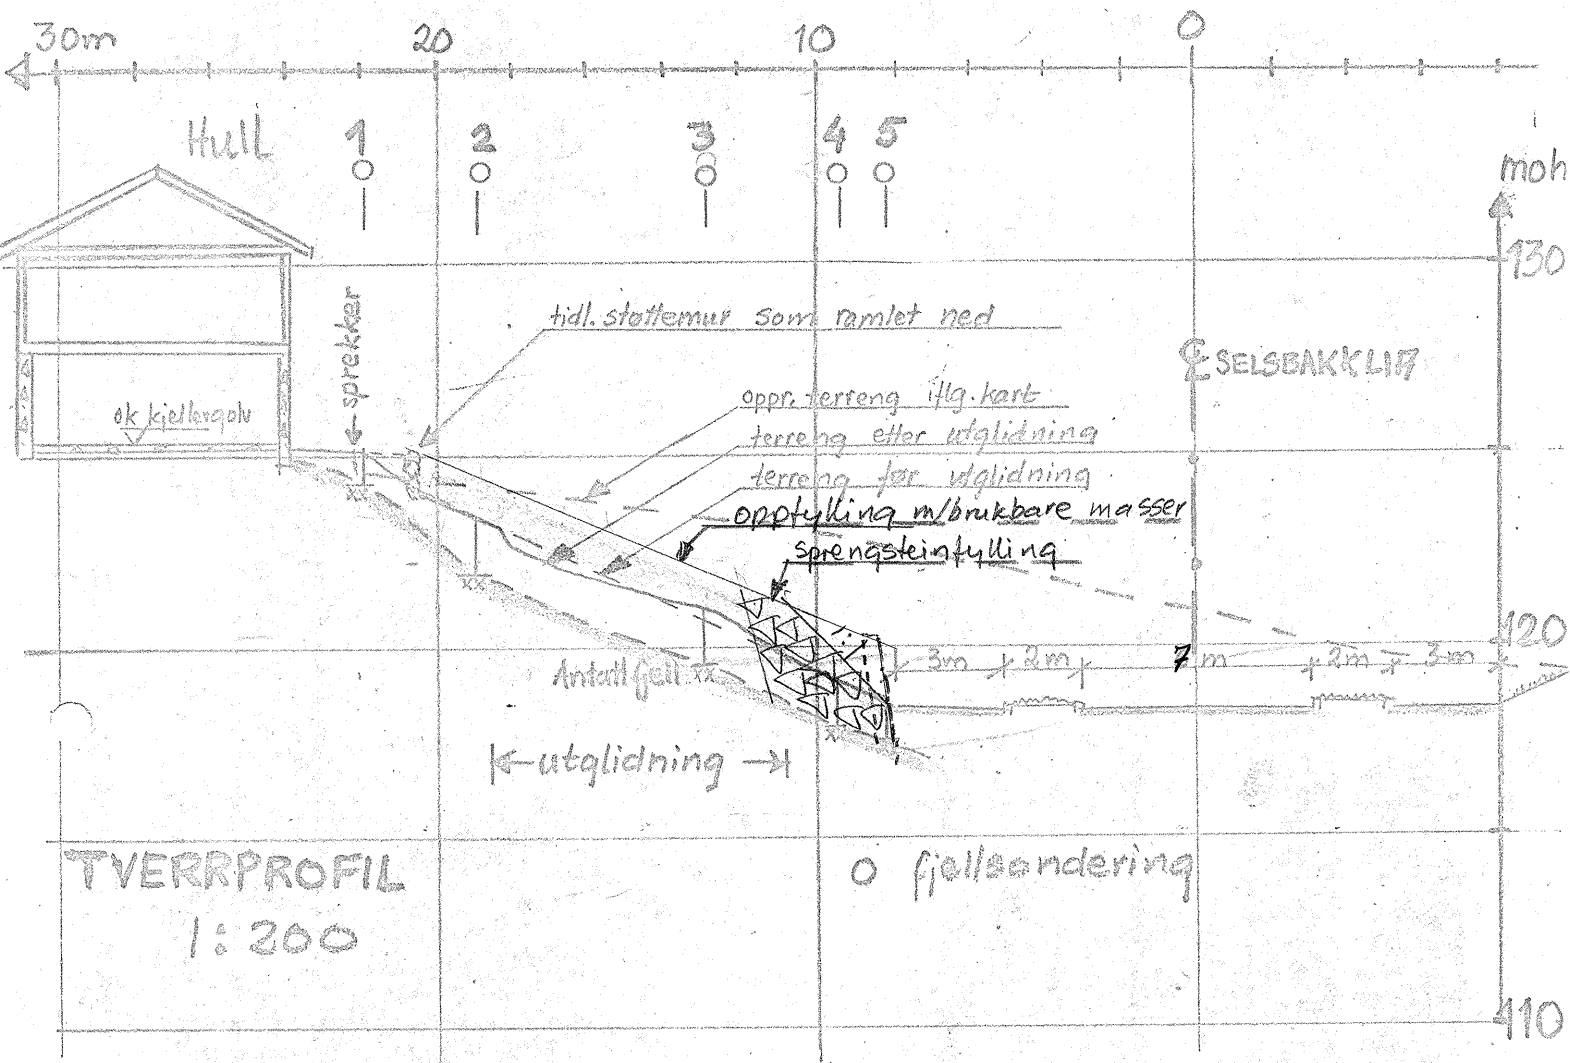 30m 20 10 0
Hull 1 2 3 4 5
moh
130
← sprekker
tidl. støttemur som ramlet ned
℄ SELSBAKKLIA
oppr. terreng iflg. kart
ok kjellergolv
terreng etter utglidning
terreng før utglidning
oppfylling m/brukbare masser
sprengsteinfylling
120
3m 2m 7 m 2m 3m
Antatt fjell
utglidning
TVERRPROFIL
1:200
O fjellsondering
110